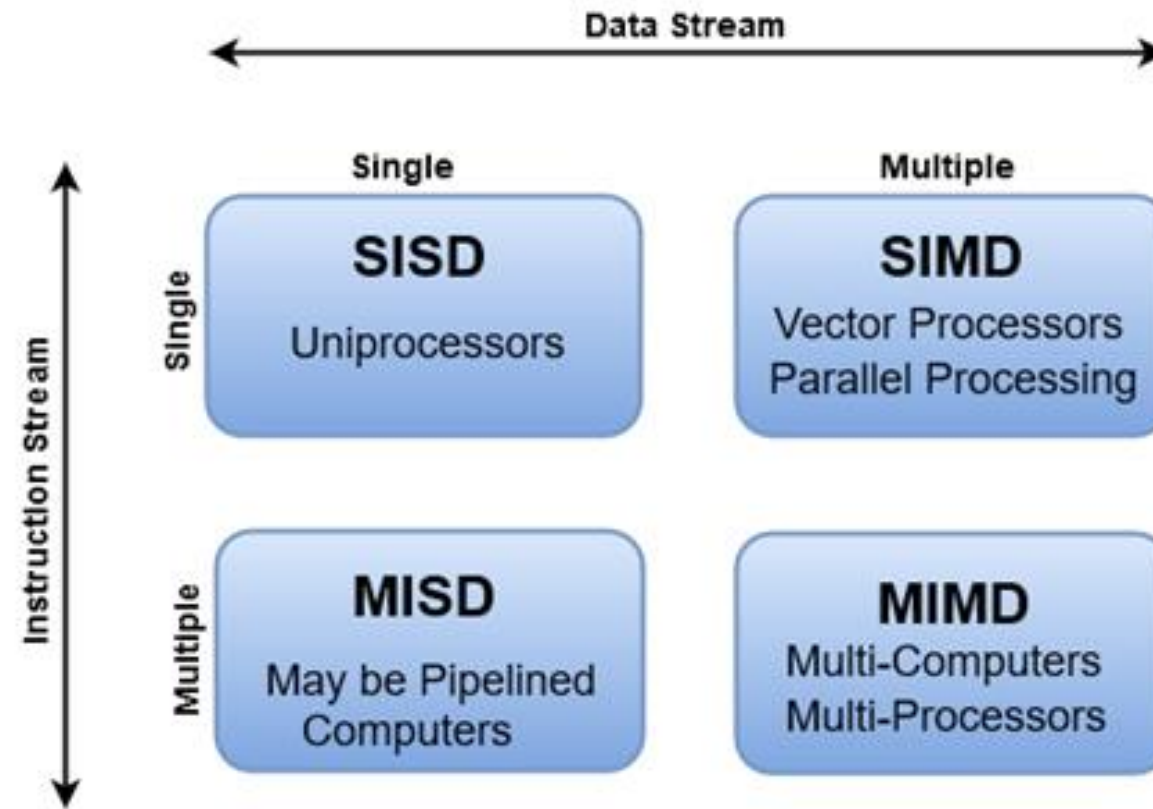 Data Stream
Single
Multiple
Instruction Stream
Single
SISD
Uniprocessors
SIMD
Vector Processors
Parallel Processing
Multiple
MISD
May be Pipelined
Computers
MIMD
Multi-Computers
Multi-Processors